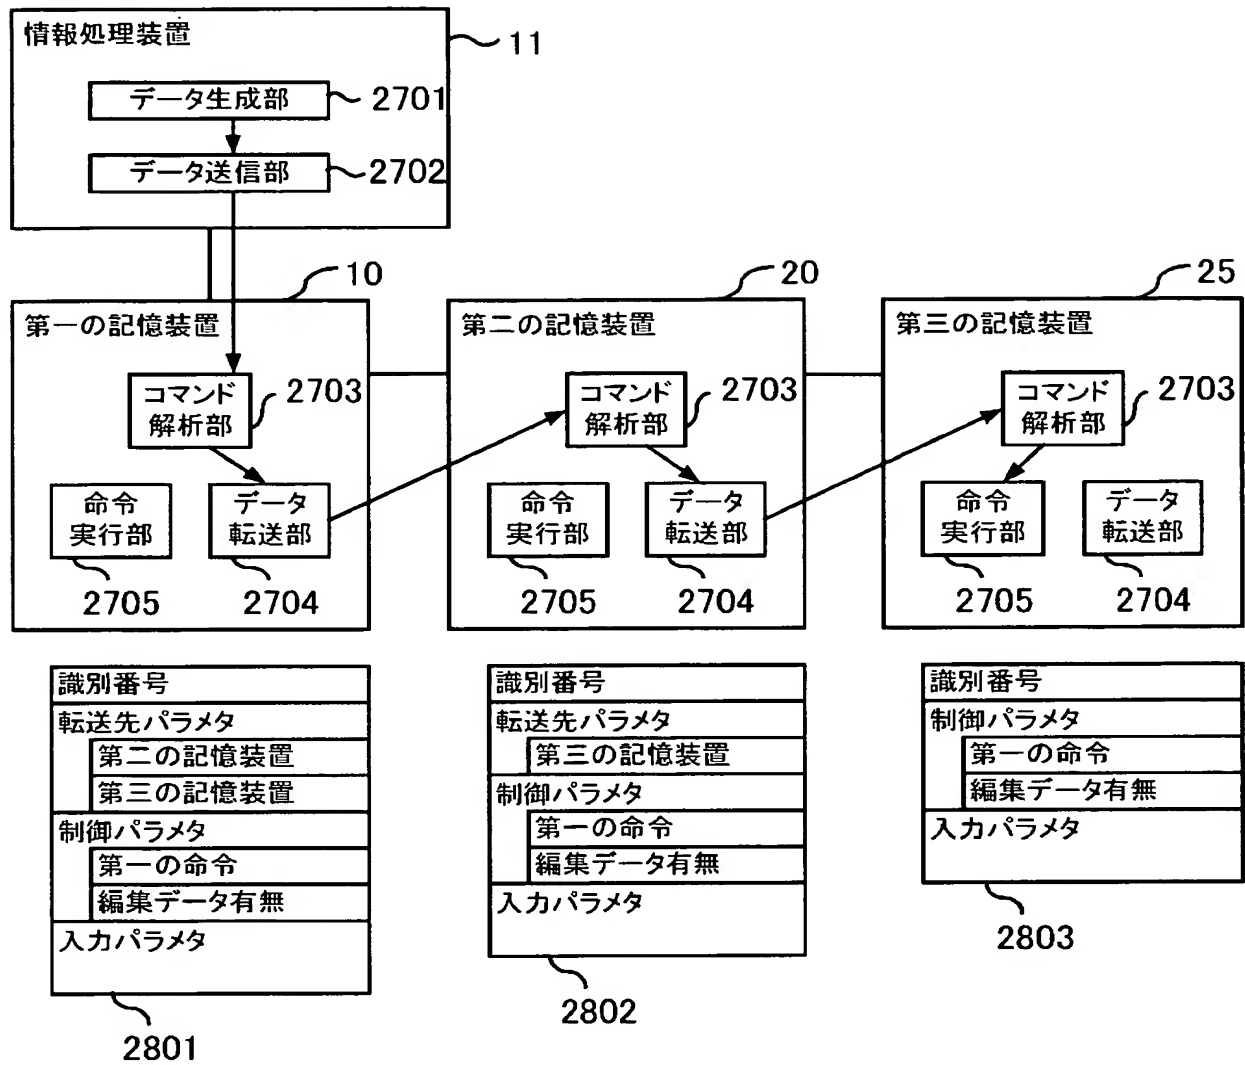 情報処理装置
11
データ生成部
2701
データ送信部
2702
10
20
25
第一の記憶装置
第二の記憶装置
第三の記憶装置
コマンド
解析部
2703
コマンド
解析部
2703
コマンド
解析部
2703
命令
実行部
データ
転送部
命令
実行部
データ
転送部
命令
実行部
データ
転送部
2705
2704
2705
2704
2705
2704
識別番号
転送先パラメタ
第二の記憶装置
第三の記憶装置
制御パラメタ
第一の命令
編集データ有無
入力パラメタ
2801
識別番号
転送先パラメタ
第三の記憶装置
制御パラメタ
第一の命令
編集データ有無
入力パラメタ
2802
識別番号
制御パラメタ
第一の命令
編集データ有無
入力パラメタ
2803